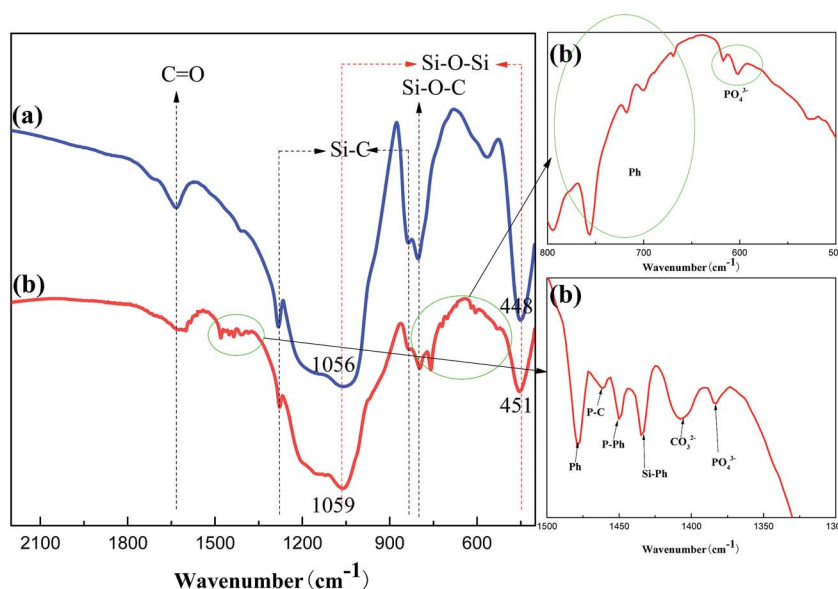 C=O
Si-O-Si
Si-O-C
Si-C
(a)
(b)
448
1056
451
1059
2100 1800 1500 1200 900 600
Wavenumber (cm-1)
(b)
PO₄³⁻
Ph
800 700 600 500
Wavenumber(cm⁻¹)
(b)
P-C
P-Ph
CO₃²⁻
PO₄³⁻
Ph
Si-Ph
1500 1450 1400 1350 1300
Wavenumber(cm⁻¹)